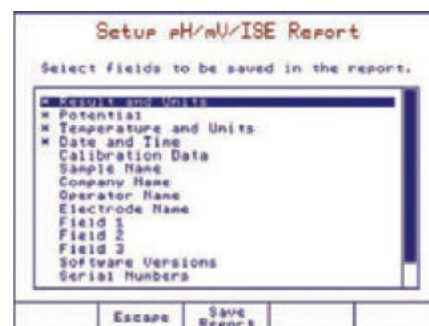 Setup pH/mV/ISE Report
Select fields to be saved in the report.
* Result and Units
* Potential
* Temperature and Units
* Date and Time
Calibration Data
Sample Name
Company Name
Operator Name
Electrode Name
Field 1
Field 2
Field 3
Software Versions
Serial Numbers
Escape
Save
Report